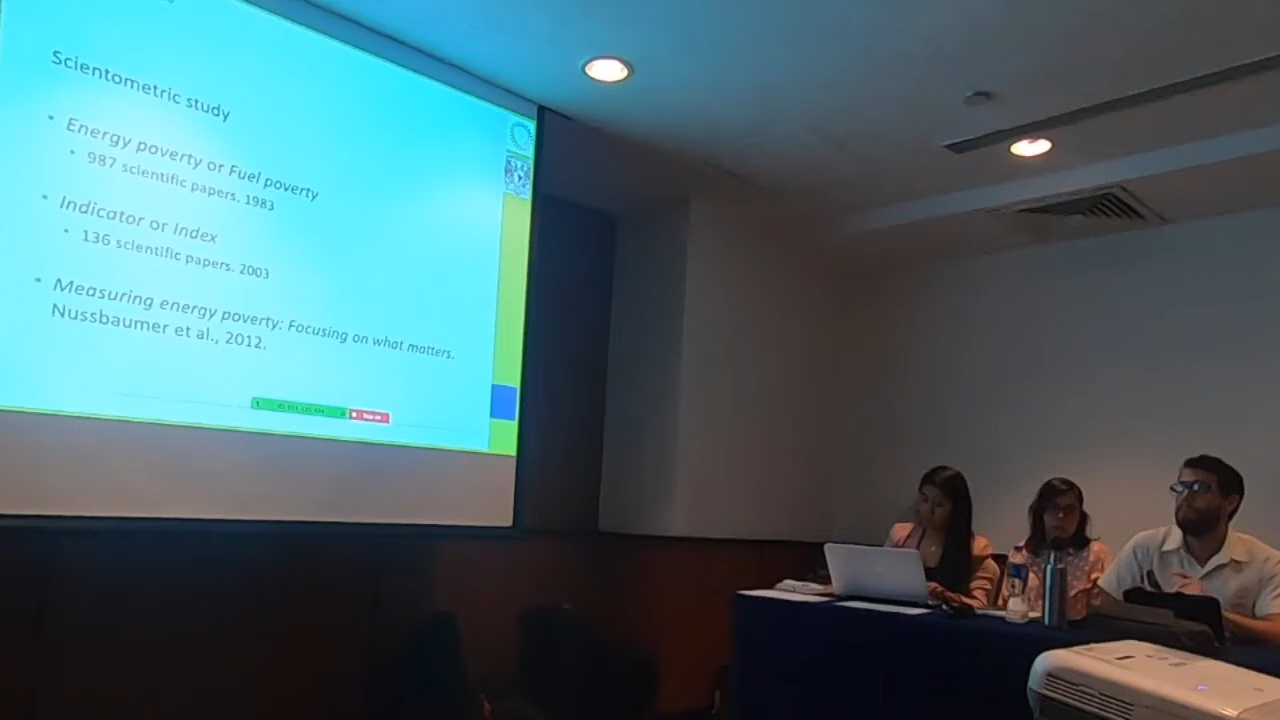 Scientometric study
• Energy poverty or Fuel poverty
• 987 scientific papers. 1983
• Indicator or Index
• 136 scientific papers. 2003
• Measuring energy poverty: Focusing on what matters.
Nussbaumer et al., 2012.